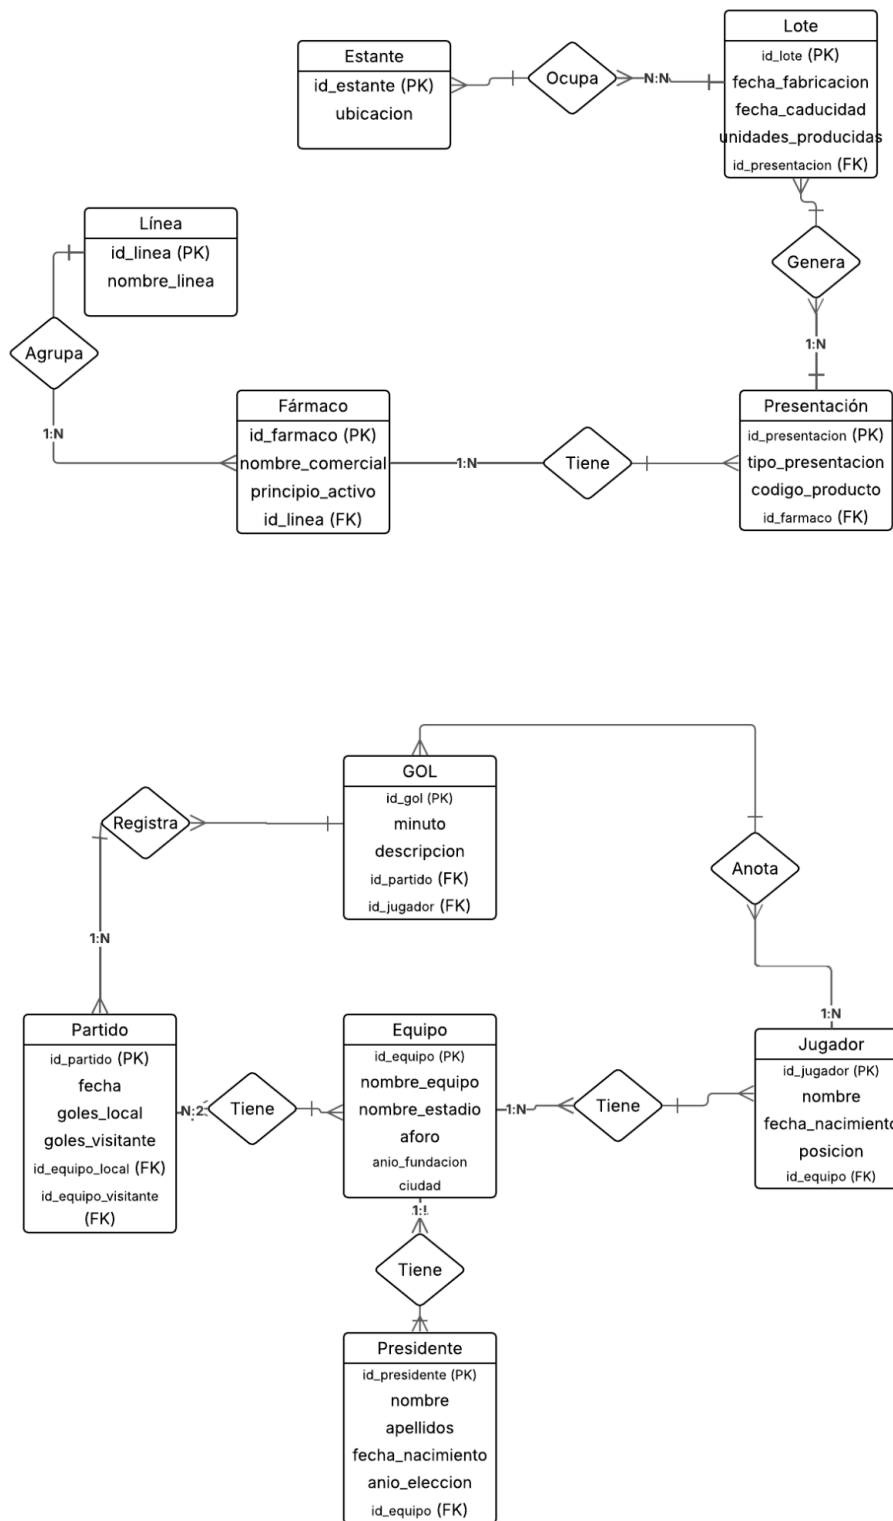 Lote
id_lote (PK)
fecha_fabricacion
fecha_caducidad
unidades_producidas
id_presentacion (FK)
Estante
id_estante (PK)
ubicacion
Ocupa
N:N
Genera
1:N
Línea
id_linea (PK)
nombre_linea
Agrupa
1:N
Fármaco
id_farmaco (PK)
nombre_comercial
principio_activo
id_linea (FK)
1:N
Tiene
Presentación
id_presentacion (PK)
tipo_presentacion
codigo_producto
id_farmaco (FK)
GOL
id_gol (PK)
minuto
descripcion
id_partido (FK)
id_jugador (FK)
Registra
1:N
Anota
1:N
Partido
id_partido (PK)
fecha
goles_local
goles_visitante
id_equipo_local (FK)
id_equipo_visitante
(FK)
N:2
Tiene
Equipo
id_equipo (PK)
nombre_equipo
nombre_estadio
aforo
anio_fundacion
ciudad
1:N
Tiene
Jugador
id_jugador (PK)
nombre
fecha_nacimiento
posicion
id_equipo (FK)
Tiene
Presidente
id_presidente (PK)
nombre
apellidos
fecha_nacimiento
anio_eleccion
id_equipo (FK)